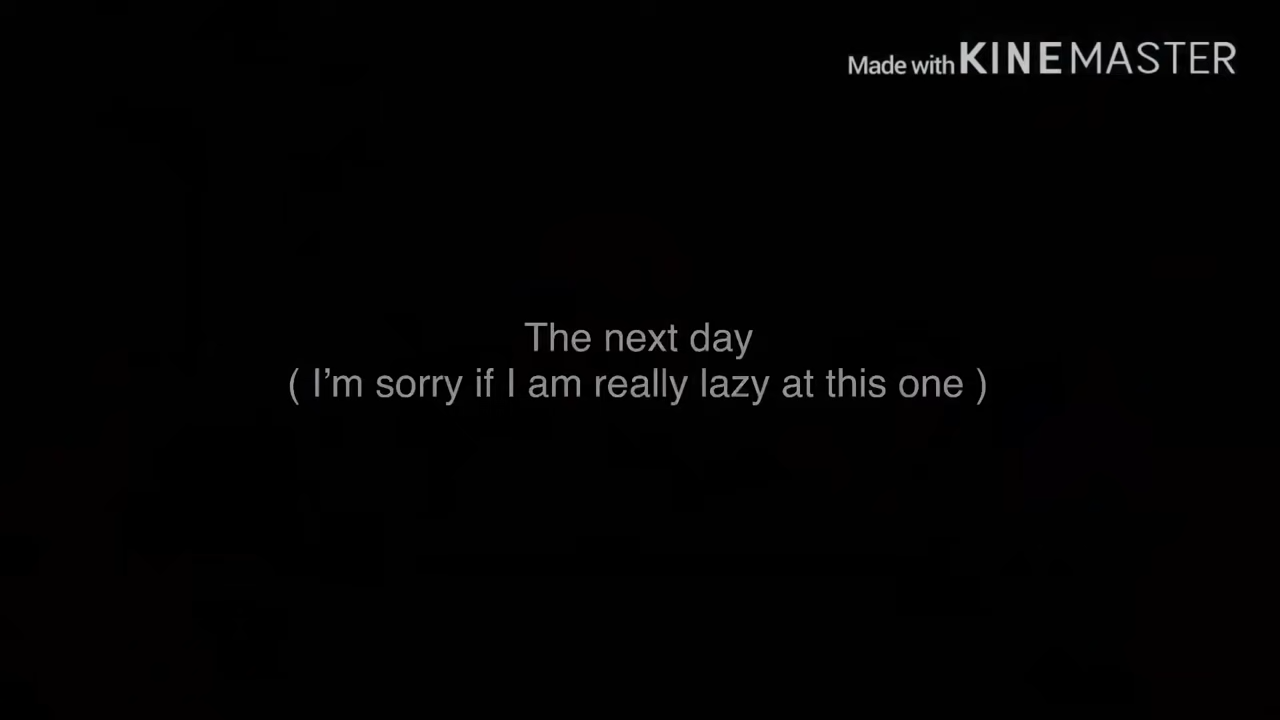 Made with KINEMASTER
The next day
( I’m sorry if I am really lazy at this one )